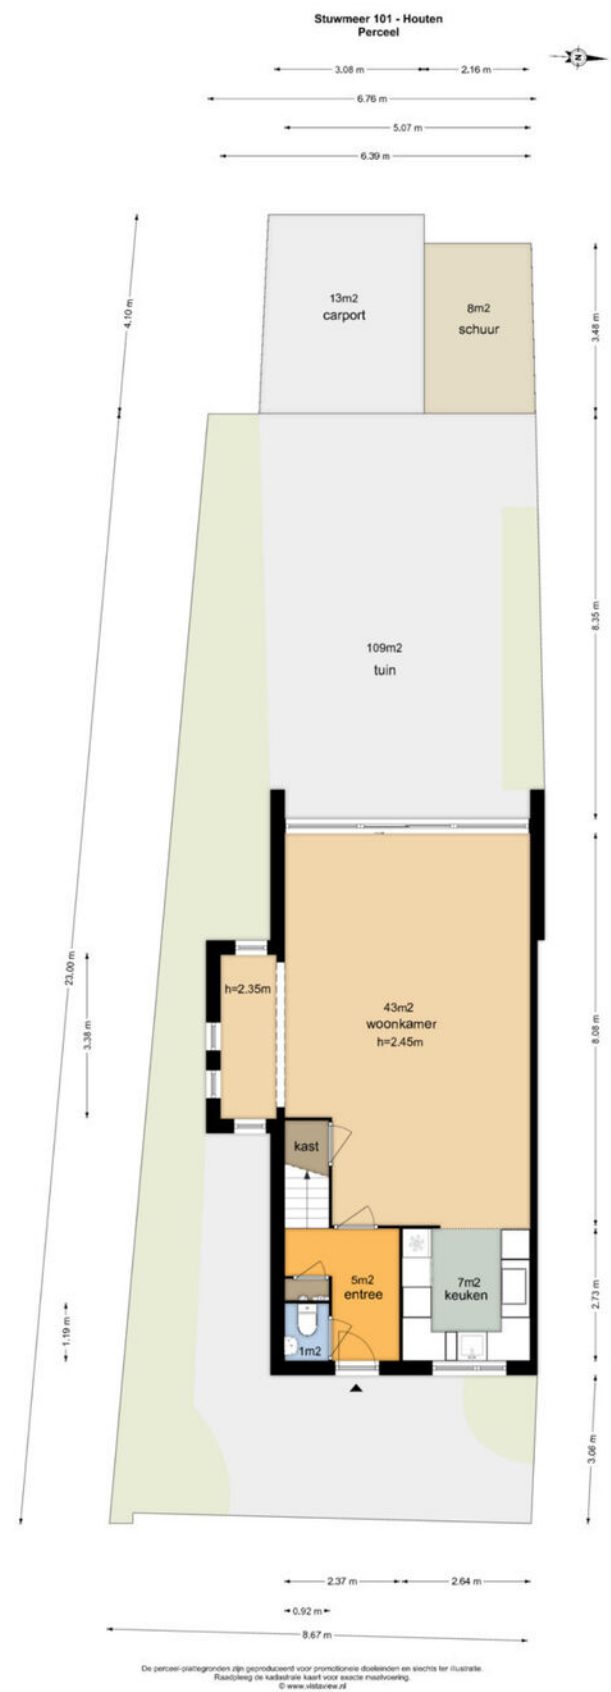 Stuwmeer 101 - Houten
Perceel
N
3.08 m
2.16 m
6.76 m
5.07 m
6.39 m
4.10 m
3.48 m
13m2
carport
8m2
schuur
8.35 m
109m2
tuin
23.00 m
3.38 m
h=2.35m
43m2
woonkamer
h=2.45m
8.08 m
kast
5m2
entree
7m2
keuken
2.73 m
1.19 m
1m2
3.06 m
2.37 m
2.64 m
0.92 m
8.67 m
De perceel-plattegronden zijn geproduceerd voor promotionele doeleinden en slechts ter illustratie.
Raadpleeg de kadastrale kaart voor exacte maatvoering.
© www.vistaview.nl